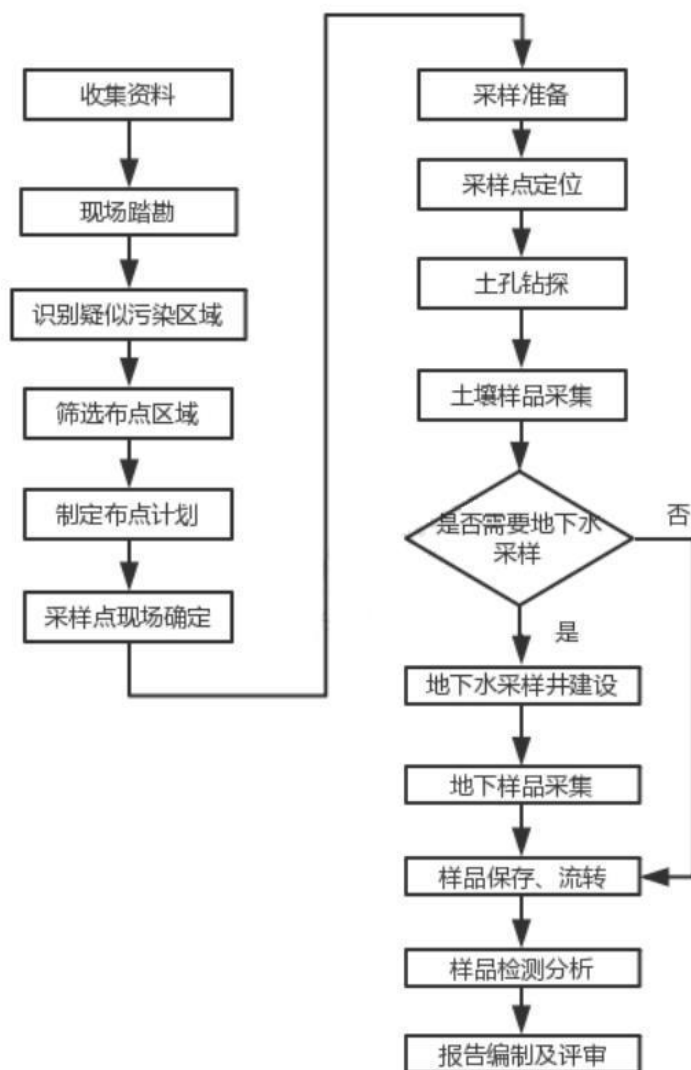 收集资料
现场踏勘
识别疑似污染区域
筛选布点区域
制定布点计划
采样点现场确定
采样准备
采样点定位
土孔钻探
土壤样品采集
是否需要地下水
采样
否
是
地下水采样井建设
地下样品采集
样品保存、流转
样品检测分析
报告编制及评审